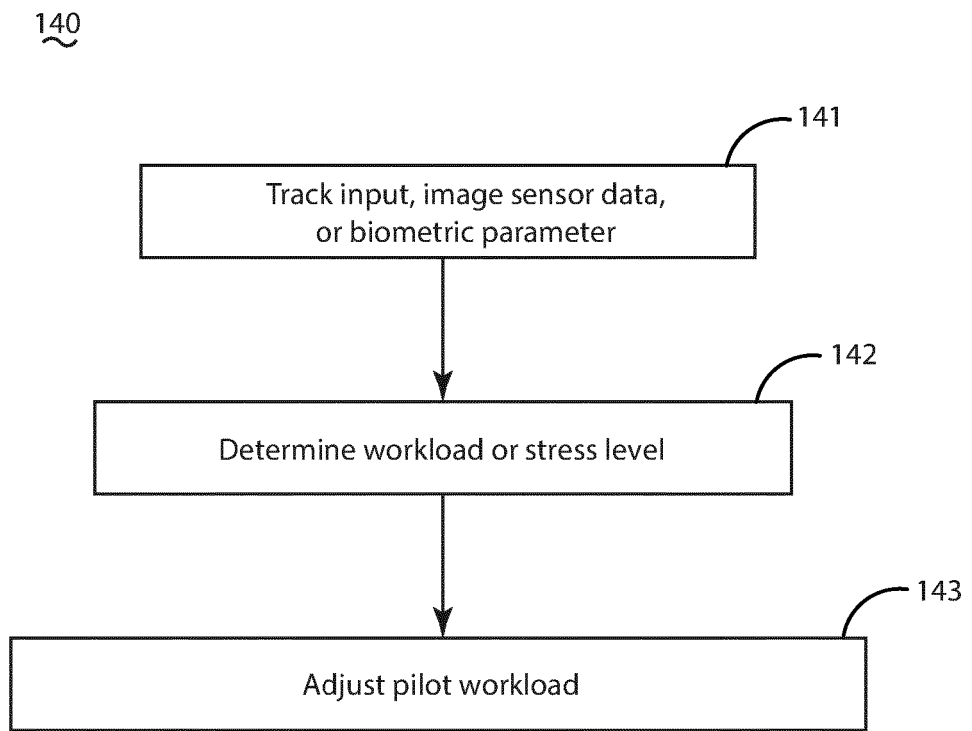 140
141
Track input, image sensor data,
or biometric parameter
142
Determine workload or stress level
143
Adjust pilot workload